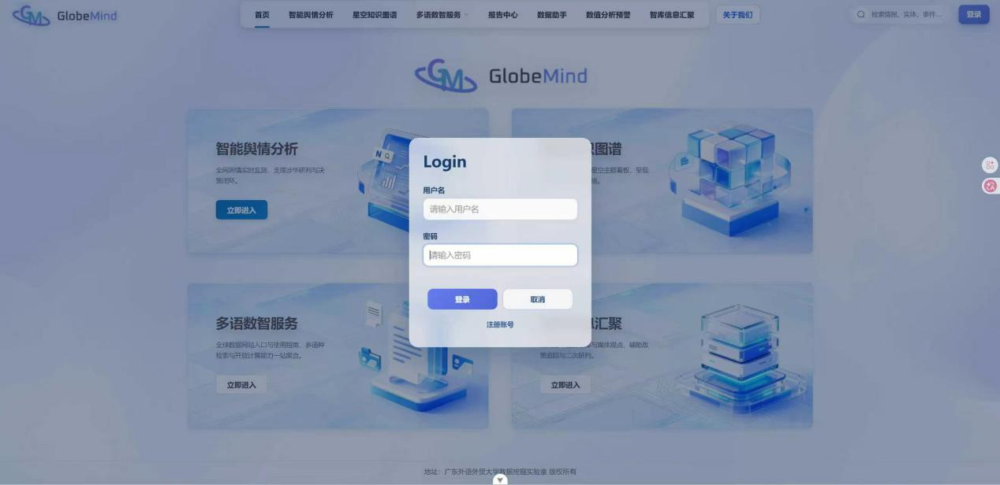 GM GlobeMind
首页 智能舆情分析 星空知识图谱 多语数智服务 报告中心 数据助手 数值分析预警 智库信息汇聚 关于我们
检索情报、实体、事件... 登录
GM GlobeMind
智能舆情分析
全网舆情实时监测，支撑涉华研判与决
策闭环。
立即进入
N
识图谱
星空主题看板，呈现
络。
Login
用户名
请输入用户名
密码
请输入密码
登录 取消
注册账号
多语数智服务
全球数据网站入口与使用指南，多语种
检索与开放计算能力一站聚合。
立即进入
息汇聚
与媒体观点，辅助政
策追踪与二次研判。
立即进入
地址：广东外语外贸大学数据挖掘实验室 版权所有